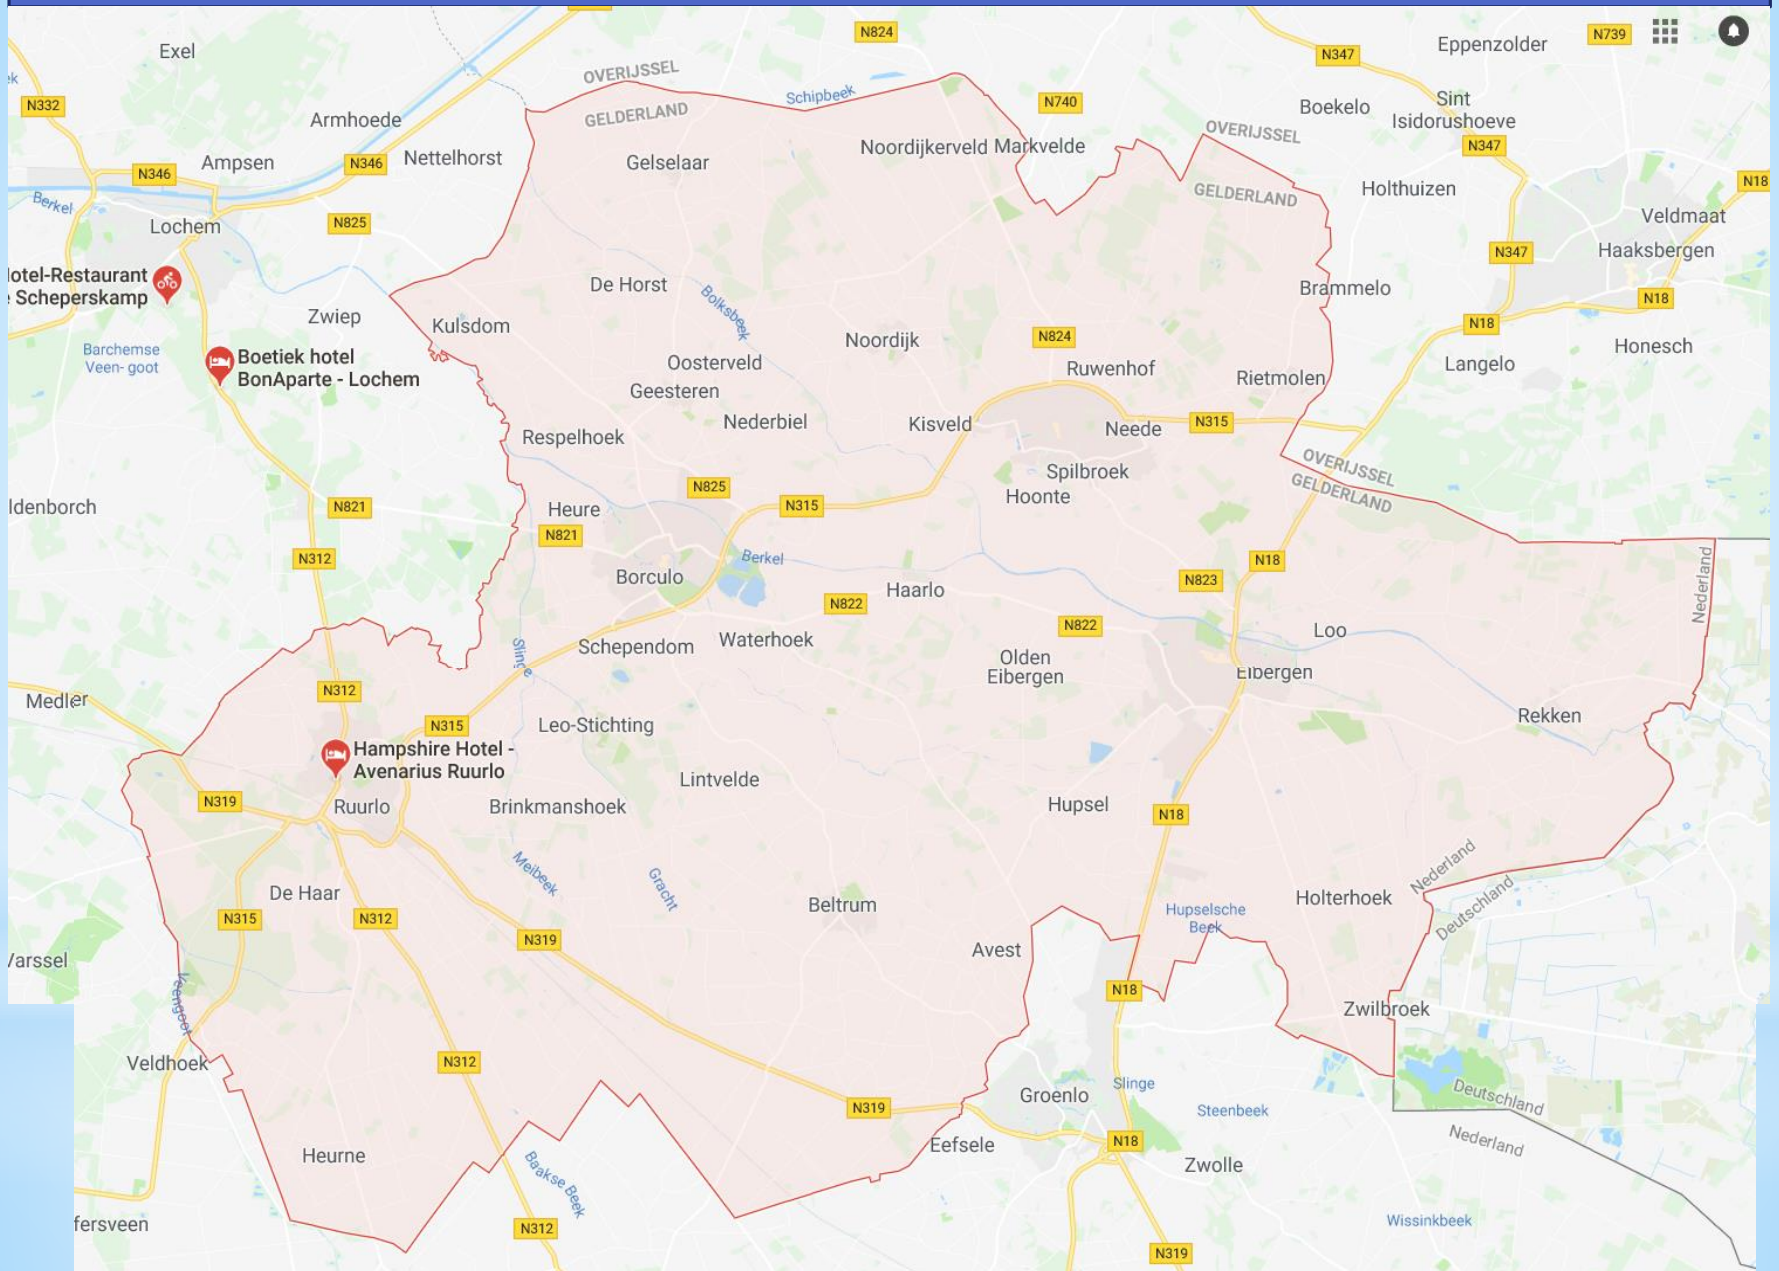 N824
Eppenzolder
N739
Exel
N347
OVERIJSSEL
Schipbeek
GELDERLAND
N332
N740
Boekelo
Sint
Isidorushoeve
Armhoede
OVERIJSSEL
N347
Noordijkerveld
Markvelde
Nettelhorst
Ampsen
N346
N346
Gelselaar
N18
Holthuizen
GELDERLAND
Berkel
Lochem
N825
Veldmaat
Haaksbergen
N347
otel-Restaurant
e Scheperskamp
De Horst
Bolksbeek
Brammelo
N18
Zwiep
Kulsdom
N18
Noordijk
N824
Honesch
Barchemse
Veen- goot
Boetiek hotel
BonAparte - Lochem
Oosterveld
Ruwenhof
Langelo
Rietmolen
Geesteren
Nederbiel
Kisveld
Neede
N315
Respelhoek
OVERIJSSEL
Spilbroek
GELDERLAND
N825
Hoonte
ldenborch
N821
Heure
N315
N821
N312
Berkel
N18
Nederland
Borculo
N823
Haarlo
N822
N822
Loo
Schependom
Waterhoek
Slinge
Olden
Eibergen
Eibergen
N312
Medler
N315
Leo-Stichting
Rekken
Hampshire Hotel -
Avenarius Ruurlo
Lintvelde
N319
Ruurlo
Brinkmanshoek
Hupsel
N18
Meibeek
Gracht
Nederland
Deutschland
De Haar
N315
N312
Beltrum
Holterhoek
Hupselsche
Beek
N319
Avest
Varssel
Veengoot
N18
Zwilbroek
Veldhoek
N312
Groenlo
Slinge
Deutschland
N319
Steenbeek
Eefsele
N18
Nederland
Heurne
Baakse Beek
Zwolle
fersveen
N312
Wissinkbeek
N319